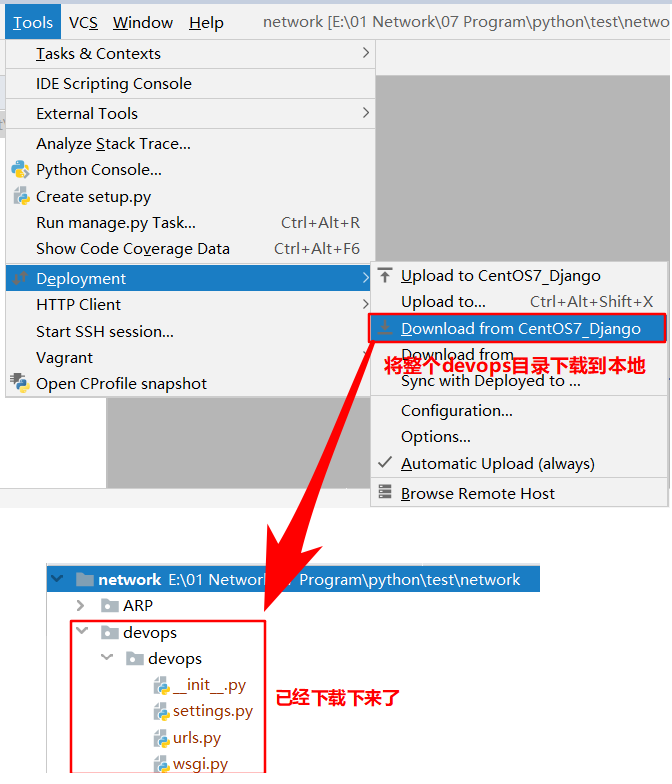 Tools VCS Window Help network [E:\01 Network\07 Program\python\test\netwo
Tasks & Contexts
IDE Scripting Console
External Tools
Analyze Stack Trace...
Python Console...
Create setup.py
Run manage.py Task... Ctrl+Alt+R
Show Code Coverage Data Ctrl+Alt+F6
Deployment
HTTP Client
Start SSH session...
Vagrant
Open CProfile snapshot
Upload to CentOS7_Django
Upload to... Ctrl+Alt+Shift+X
Download from CentOS7_Django
Download from
将整个devops目录下载到本地
Sync with Deployed to ...
Configuration...
Options...
Automatic Upload (always)
Browse Remote Host
network E:\01 Network 7 Program\python\test\network
ARP
devops
devops
__init__.py
settings.py
已经下载下来了
urls.py
wsgi.py